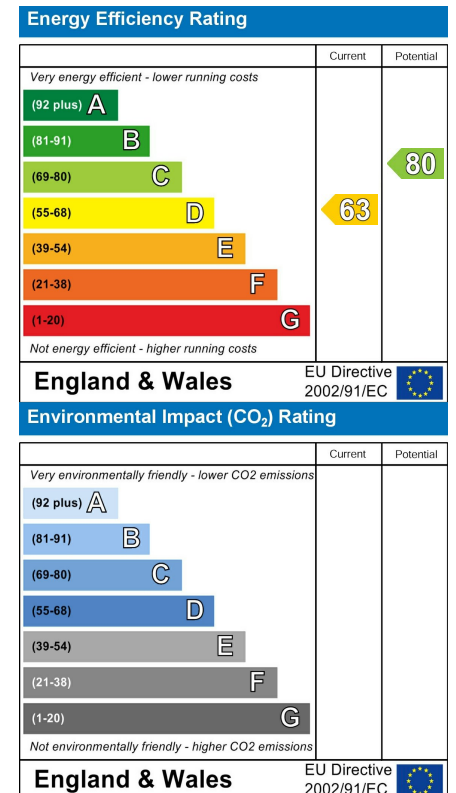 Energy Efficiency Rating
Current Potential
Very energy efficient - lower running costs
(92 plus) A
(81-91) B
(69-80) C
(55-68) D
(39-54) E
(21-38) F
(1-20) G
63
80
Not energy efficient - higher running costs
England & Wales
EU Directive
2002/91/EC
Environmental Impact (CO₂) Rating
Current Potential
Very environmentally friendly - lower CO2 emissions
(92 plus) A
(81-91) B
(69-80) C
(55-68) D
(39-54) E
(21-38) F
(1-20) G
Not environmentally friendly - higher CO2 emissions
England & Wales
EU Directive
2002/91/EC